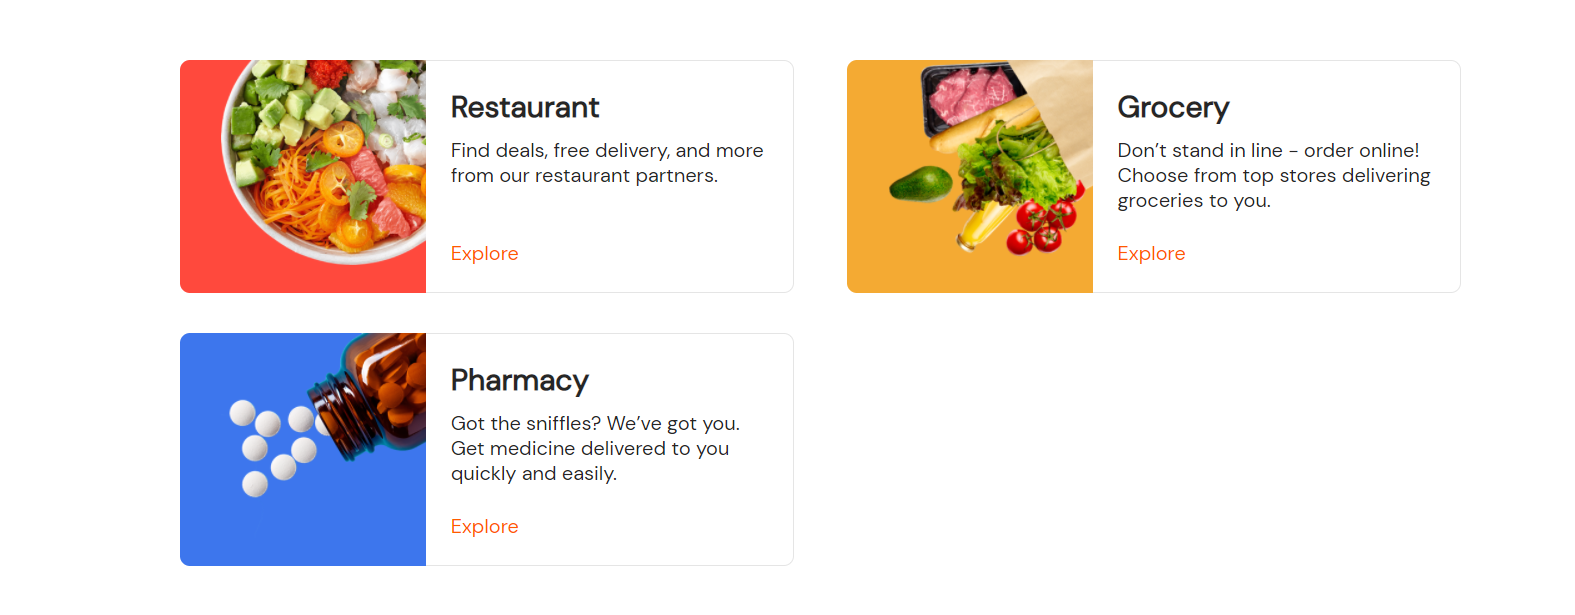 Restaurant
Find deals, free delivery, and more
from our restaurant partners.
Explore
Grocery
Don’t stand in line - order online!
Choose from top stores delivering
groceries to you.
Explore
Pharmacy
Got the sniffles? We’ve got you.
Get medicine delivered to you
quickly and easily.
Explore